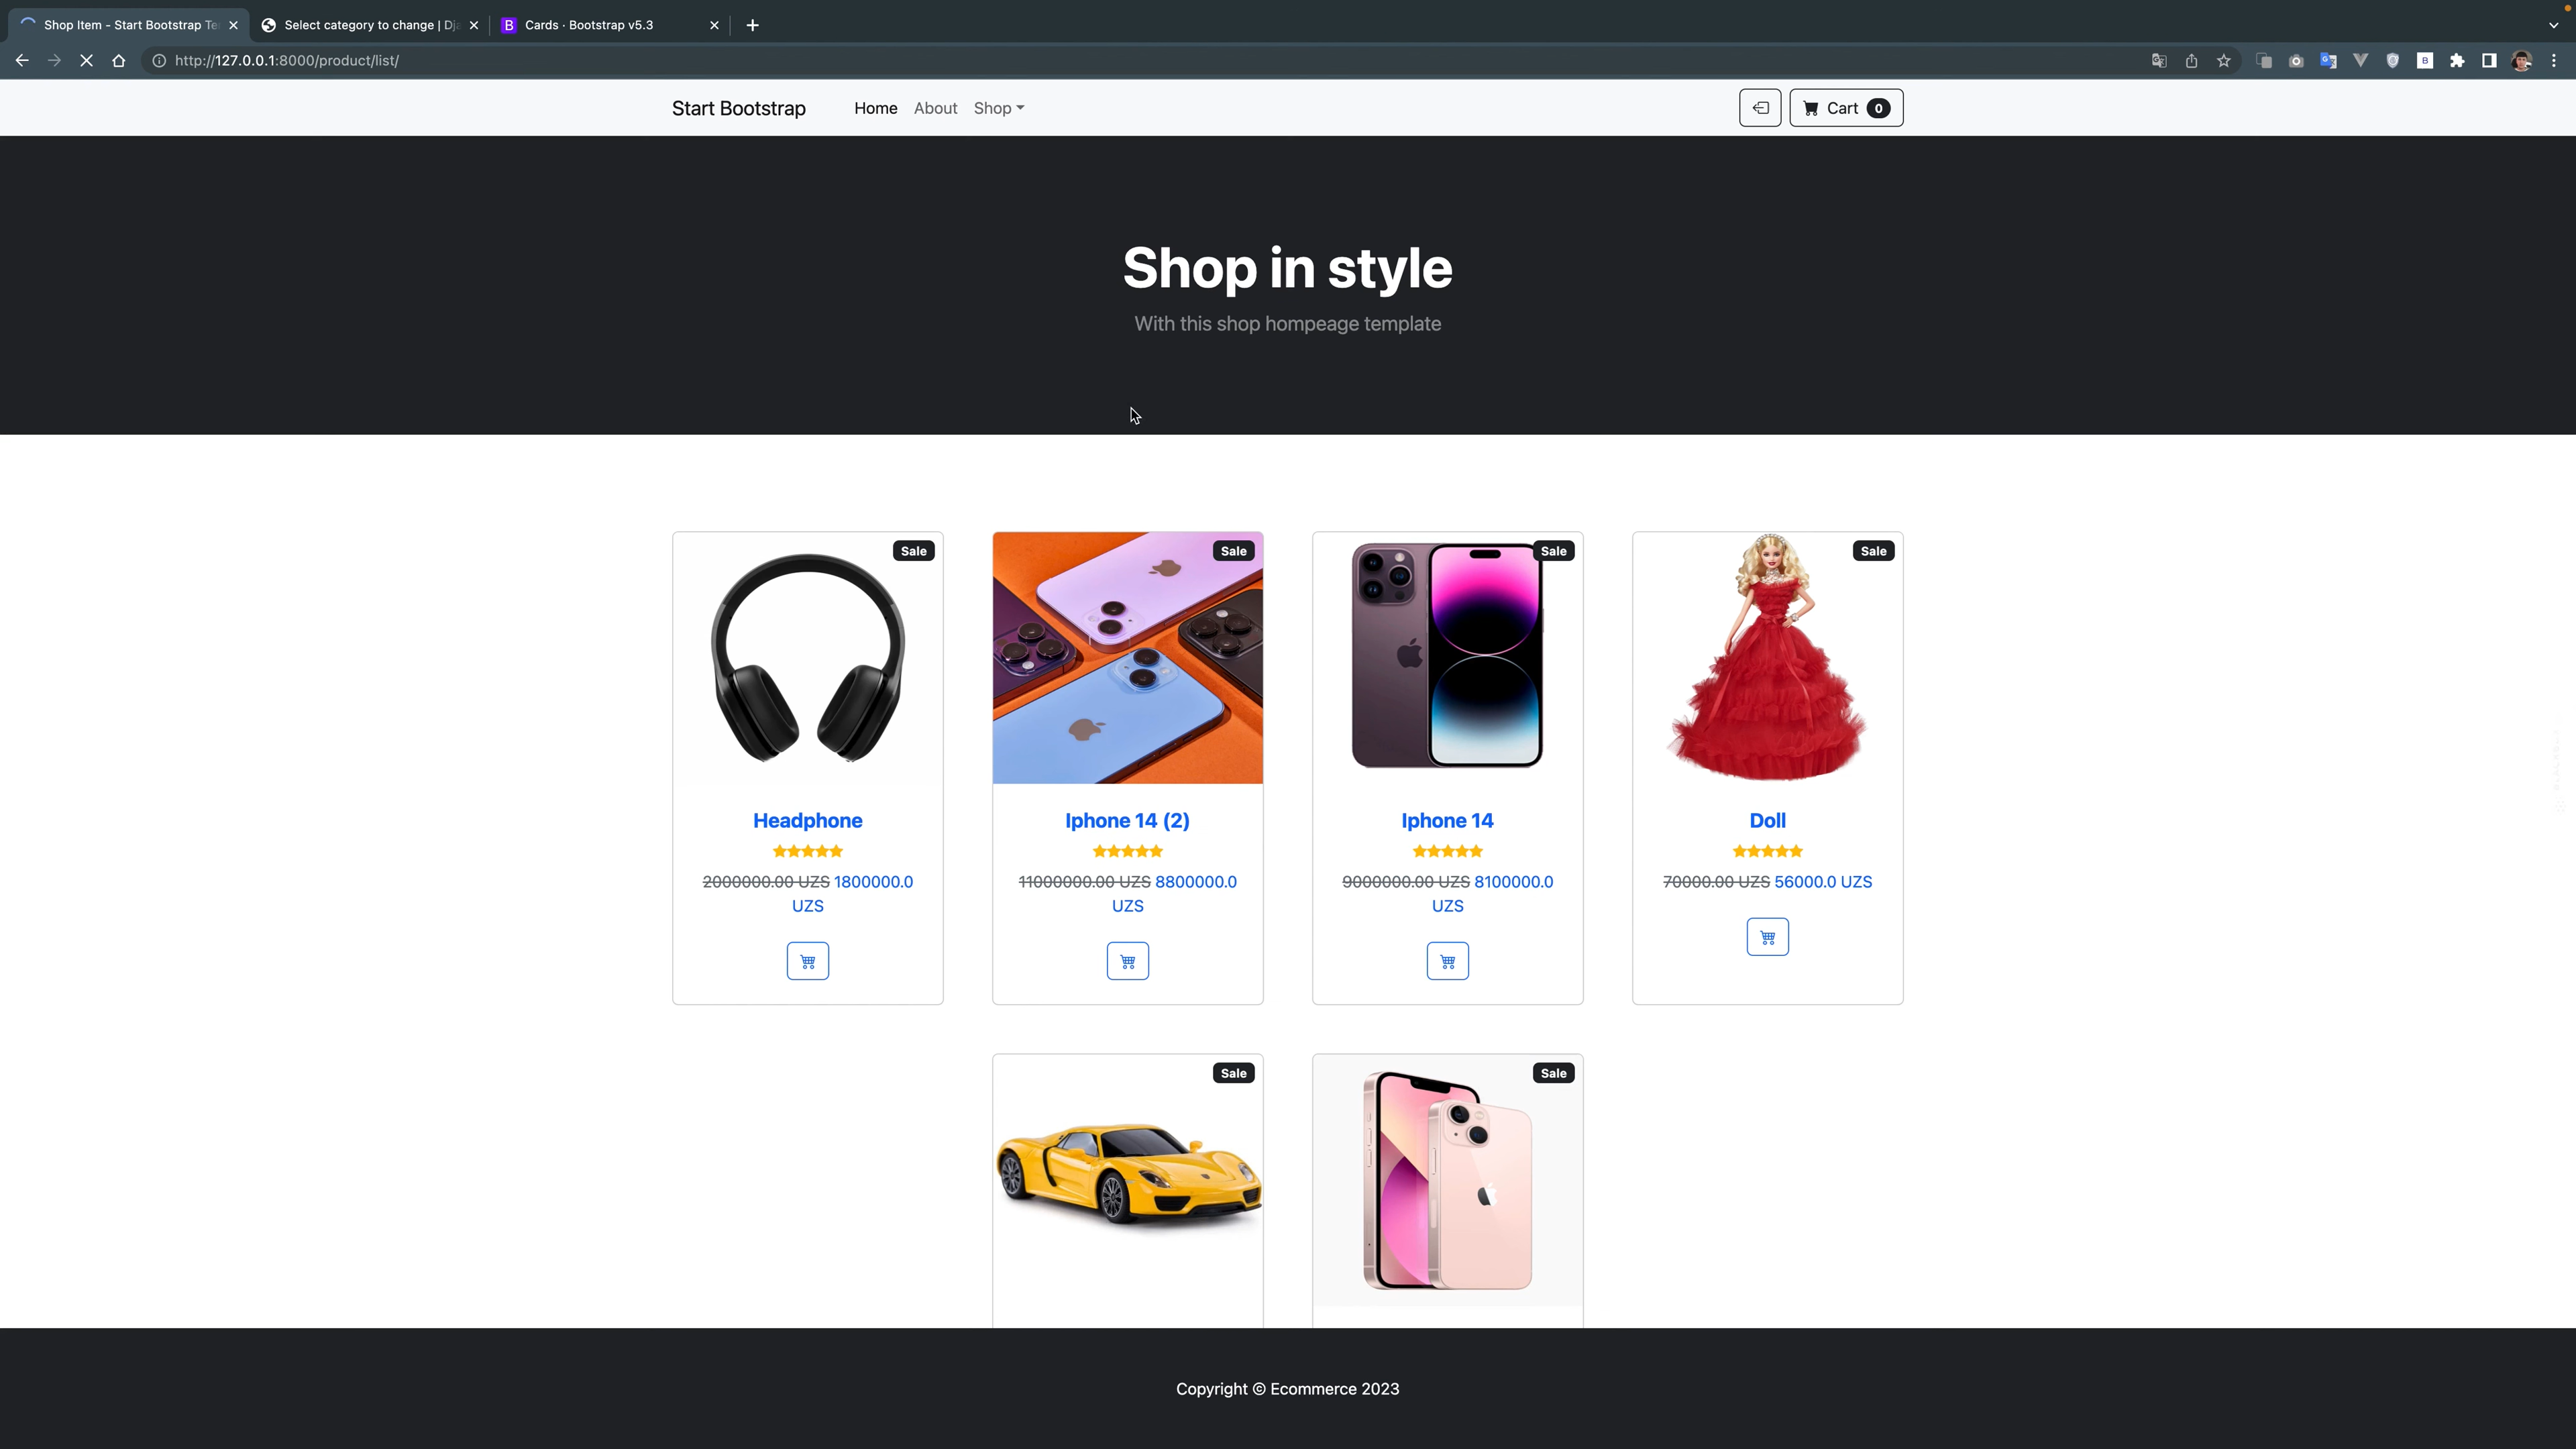 Shop Item - Start Bootstrap Te
Select category to change | Dja
B Cards · Bootstrap v5.3
http://127.0.0.1:8000/product/list/
Start Bootstrap
Home
About
Shop
Cart 0
Shop in style
With this shop hompeage template
Sale
Sale
Sale
Sale
Headphone
Iphone 14 (2)
Iphone 14
Doll
2000000.00 UZS 1800000.0
UZS
11000000.00 UZS 8800000.0
UZS
9000000.00 UZS 8100000.0
UZS
70000.00 UZS 56000.0 UZS
Sale
Sale
Copyright © Ecommerce 2023